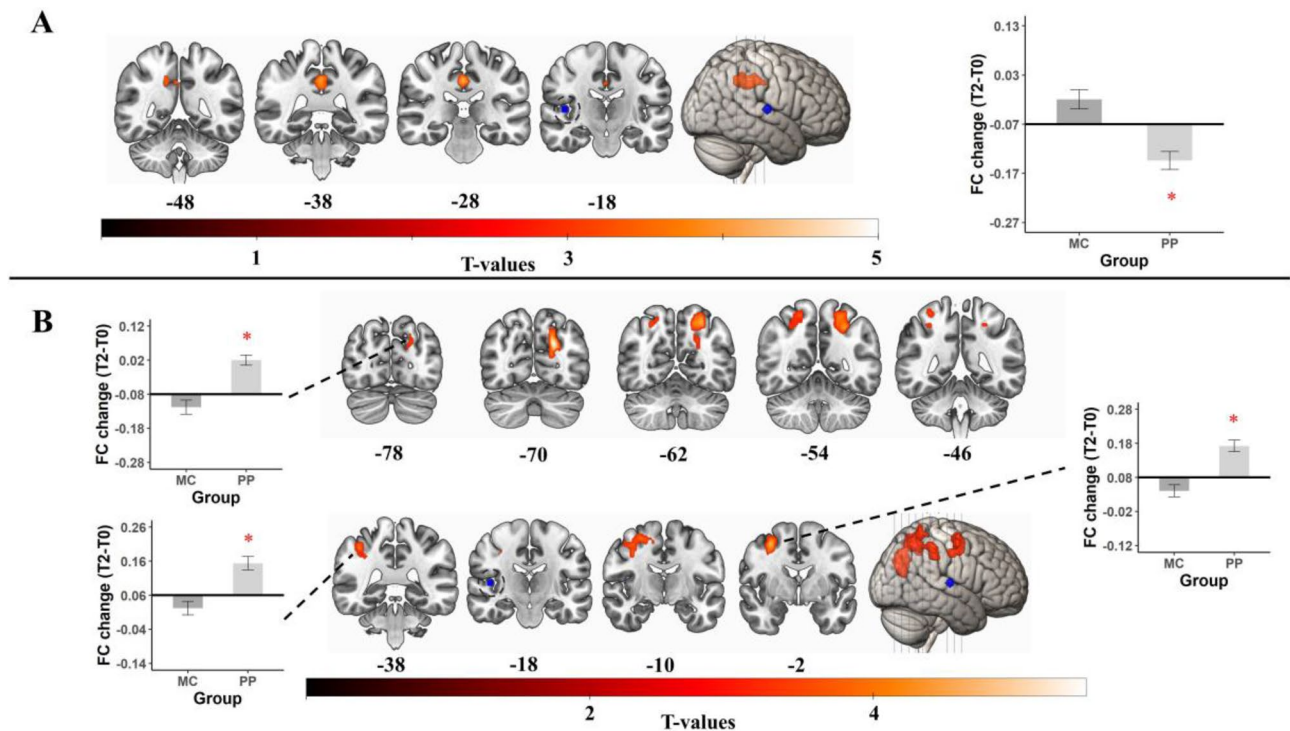 A
-48 -38 -28 -18
1 3 5
T-values
FC change (T2-T0)
0.13
0.03
-0.07
-0.17
-0.27
MC PP
Group
B
FC change (T2-T0)
0.12
0.02
-0.08
-0.18
-0.28
MC PP
Group
*
-78 -70 -62 -54 -46
FC change (T2-T0)
0.28
0.18
0.08
-0.02
-0.12
MC PP
Group
*
FC change (T2-T0)
0.26
0.16
0.06
-0.04
-0.14
MC PP
Group
*
-38 -18 -10 -2
2 4
T-values